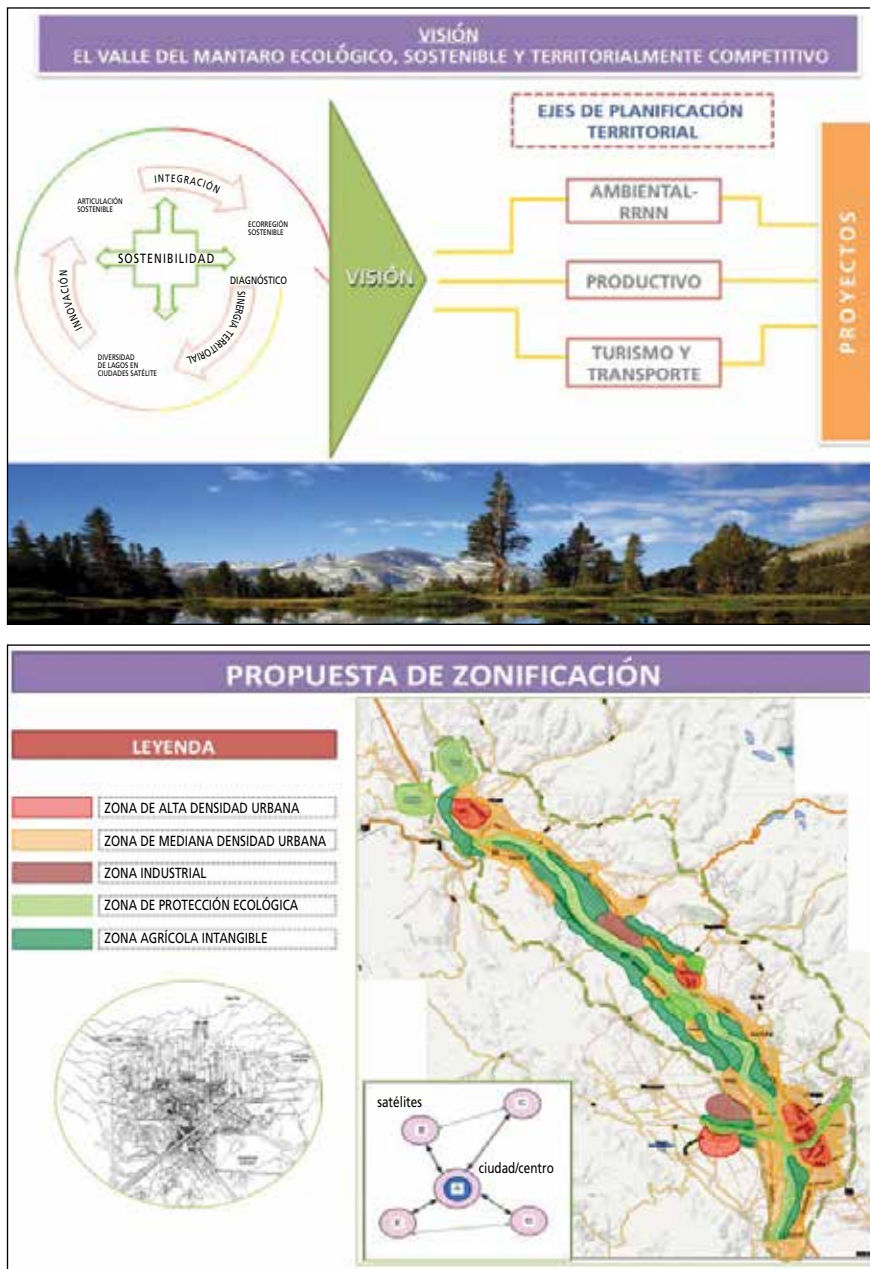 VISIÓN
EL VALLE DEL MANTARO ECOLÓGICO, SOSTENIBLE Y TERRITORIALMENTE COMPETITIVO
EJES DE PLANIFICACIÓN
TERRITORIAL
INTEGRACIÓN
ARTICULACIÓN
SOSTENIBLE
ECORREGIÓN
SOSTENIBLE
SOSTENIBILIDAD
DIAGNÓSTICO
INNOVACIÓN
SINERGIA TERRITORIAL
DIVERSIDAD
DE LAGOS EN
CIUDADES SATÉLITE
VISIÓN
AMBIENTAL-
RRNN
PRODUCTIVO
TURISMO Y
TRANSPORTE
PROYECTOS
PROPUESTA DE ZONIFICACIÓN
LEYENDA
ZONA DE ALTA DENSIDAD URBANA
ZONA DE MEDIANA DENSIDAD URBANA
ZONA INDUSTRIAL
ZONA DE PROTECCIÓN ECOLÓGICA
ZONA AGRÍCOLA INTANGIBLE
satélites
ciudad/centro
A